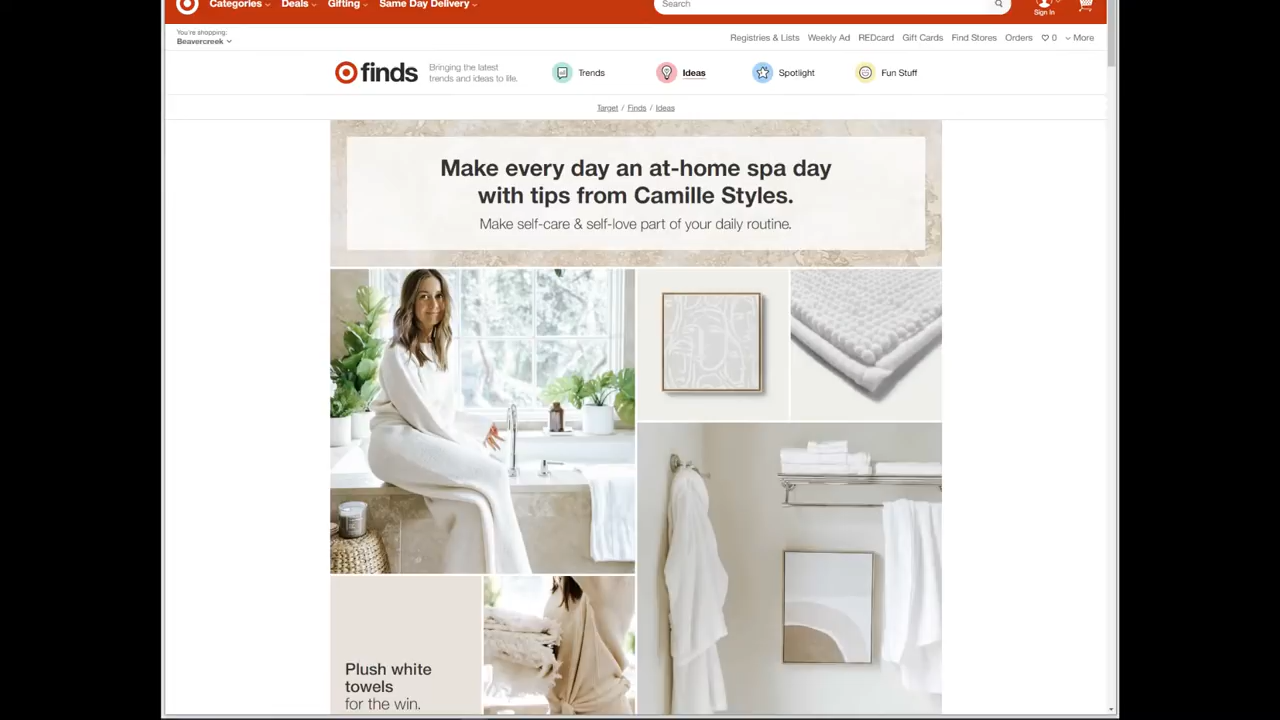 Categories Deals Gifting Same Day Delivery Search Sign In
You're shopping:
Beavercreek
Registries & Lists Weekly Ad REDcard Gift Cards Find Stores Orders 0 More
finds
Bringing the latest
trends and ideas to life.
Trends Ideas Spotlight Fun Stuff
Target / Finds / Ideas
Make every day an at-home spa day
with tips from Camille Styles.
Make self-care & self-love part of your daily routine.
Plush white
towels
for the win.